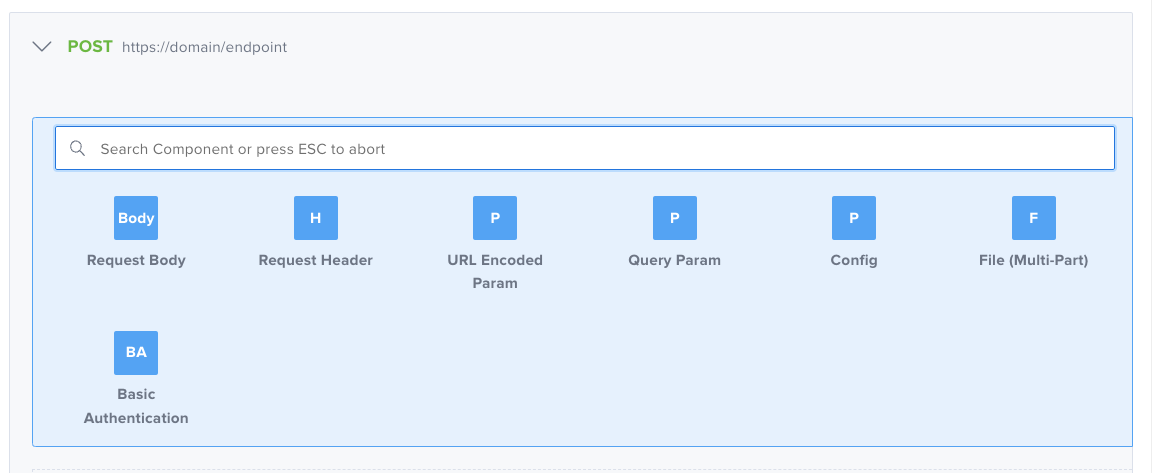 POST https://domain/endpoint
Search Component or press ESC to abort
Body H P P P F
Request Body Request Header URL Encoded Query Param Config File (Multi-Part)
Param
BA
Basic
Authentication